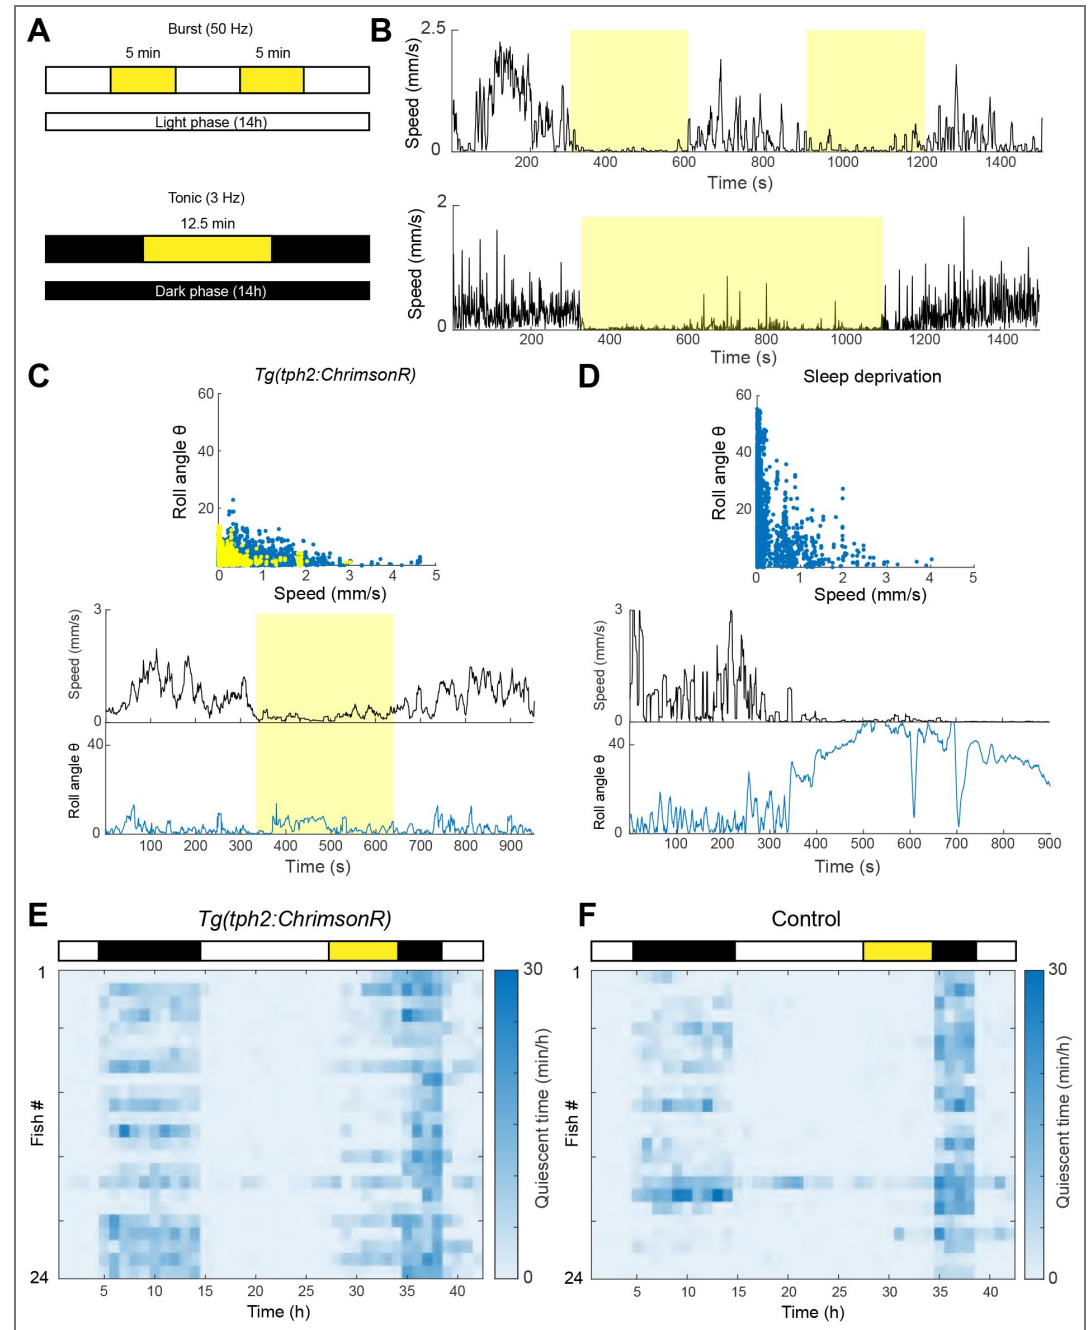 A
Burst (50 Hz)
5 min 5 min
Light phase (14h)
Tonic (3 Hz)
12.5 min
Dark phase (14h)
B
2.5
Speed (mm/s)
0
200 400 600 800 1000 1200 1400
Time (s)
2
Speed (mm/s)
0
200 400 600 800 1000 1200 1400
Time (s)
C
Tg(tph2:ChrimsonR)
60
40
20
Roll angle θ
0 1 2 3 4 5
Speed (mm/s)
3
Speed (mm/s)
0
40
Roll angle θ
0
100 200 300 400 500 600 700 800 900
Time (s)
D
Sleep deprivation
60
40
20
Roll angle θ
0 1 2 3 4 5
Speed (mm/s)
3
Speed (mm/s)
0
40
Roll angle θ
0
100 200 300 400 500 600 700 800 900
Time (s)
E
Tg(tph2:ChrimsonR)
1
Fish #
24
5 10 15 20 25 30 35 40
Time (h)
30
Quiescent time (min/h)
0
F
Control
1
Fish #
24
5 10 15 20 25 30 35 40
Time (h)
30
Quiescent time (min/h)
0